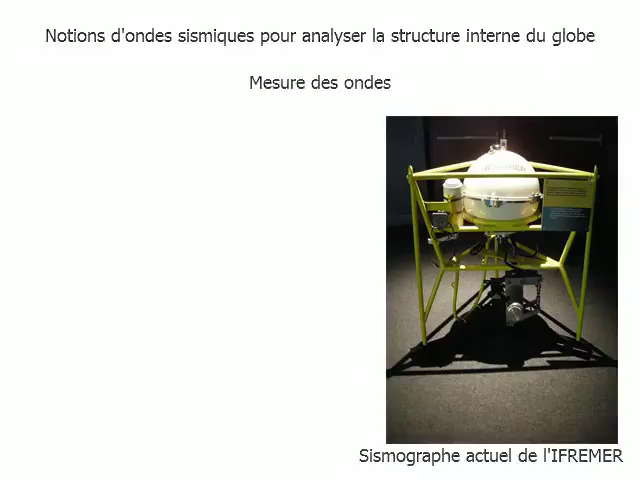 Notions d'ondes sismiques pour analyser la structure interne du globe
Mesure des ondes
Sismographe actuel de l'IFREMER